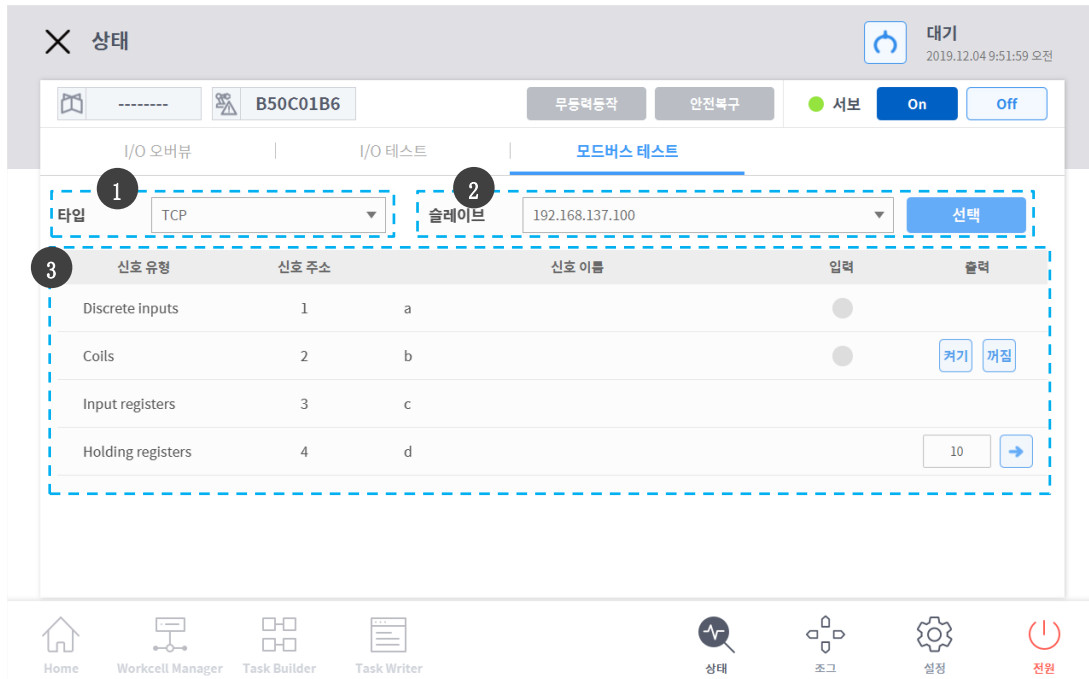 상태
대기
2019.12.04 9:51:59 오전
-------- B50C01B6 무동력동작 안전복구 서보 On Off
I/O 오버뷰 I/O 테스트 모드버스 테스트
1 2
타입 TCP 슬레이브 192.168.137.100 선택
3
신호 유형 신호 주소 신호 이름 입력 출력
Discrete inputs 1 a
Coils 2 b 켜기 꺼짐
Input registers 3 c
Holding registers 4 d 10
Home Workcell Manager Task Builder Task Writer 상태 조그 설정 전원